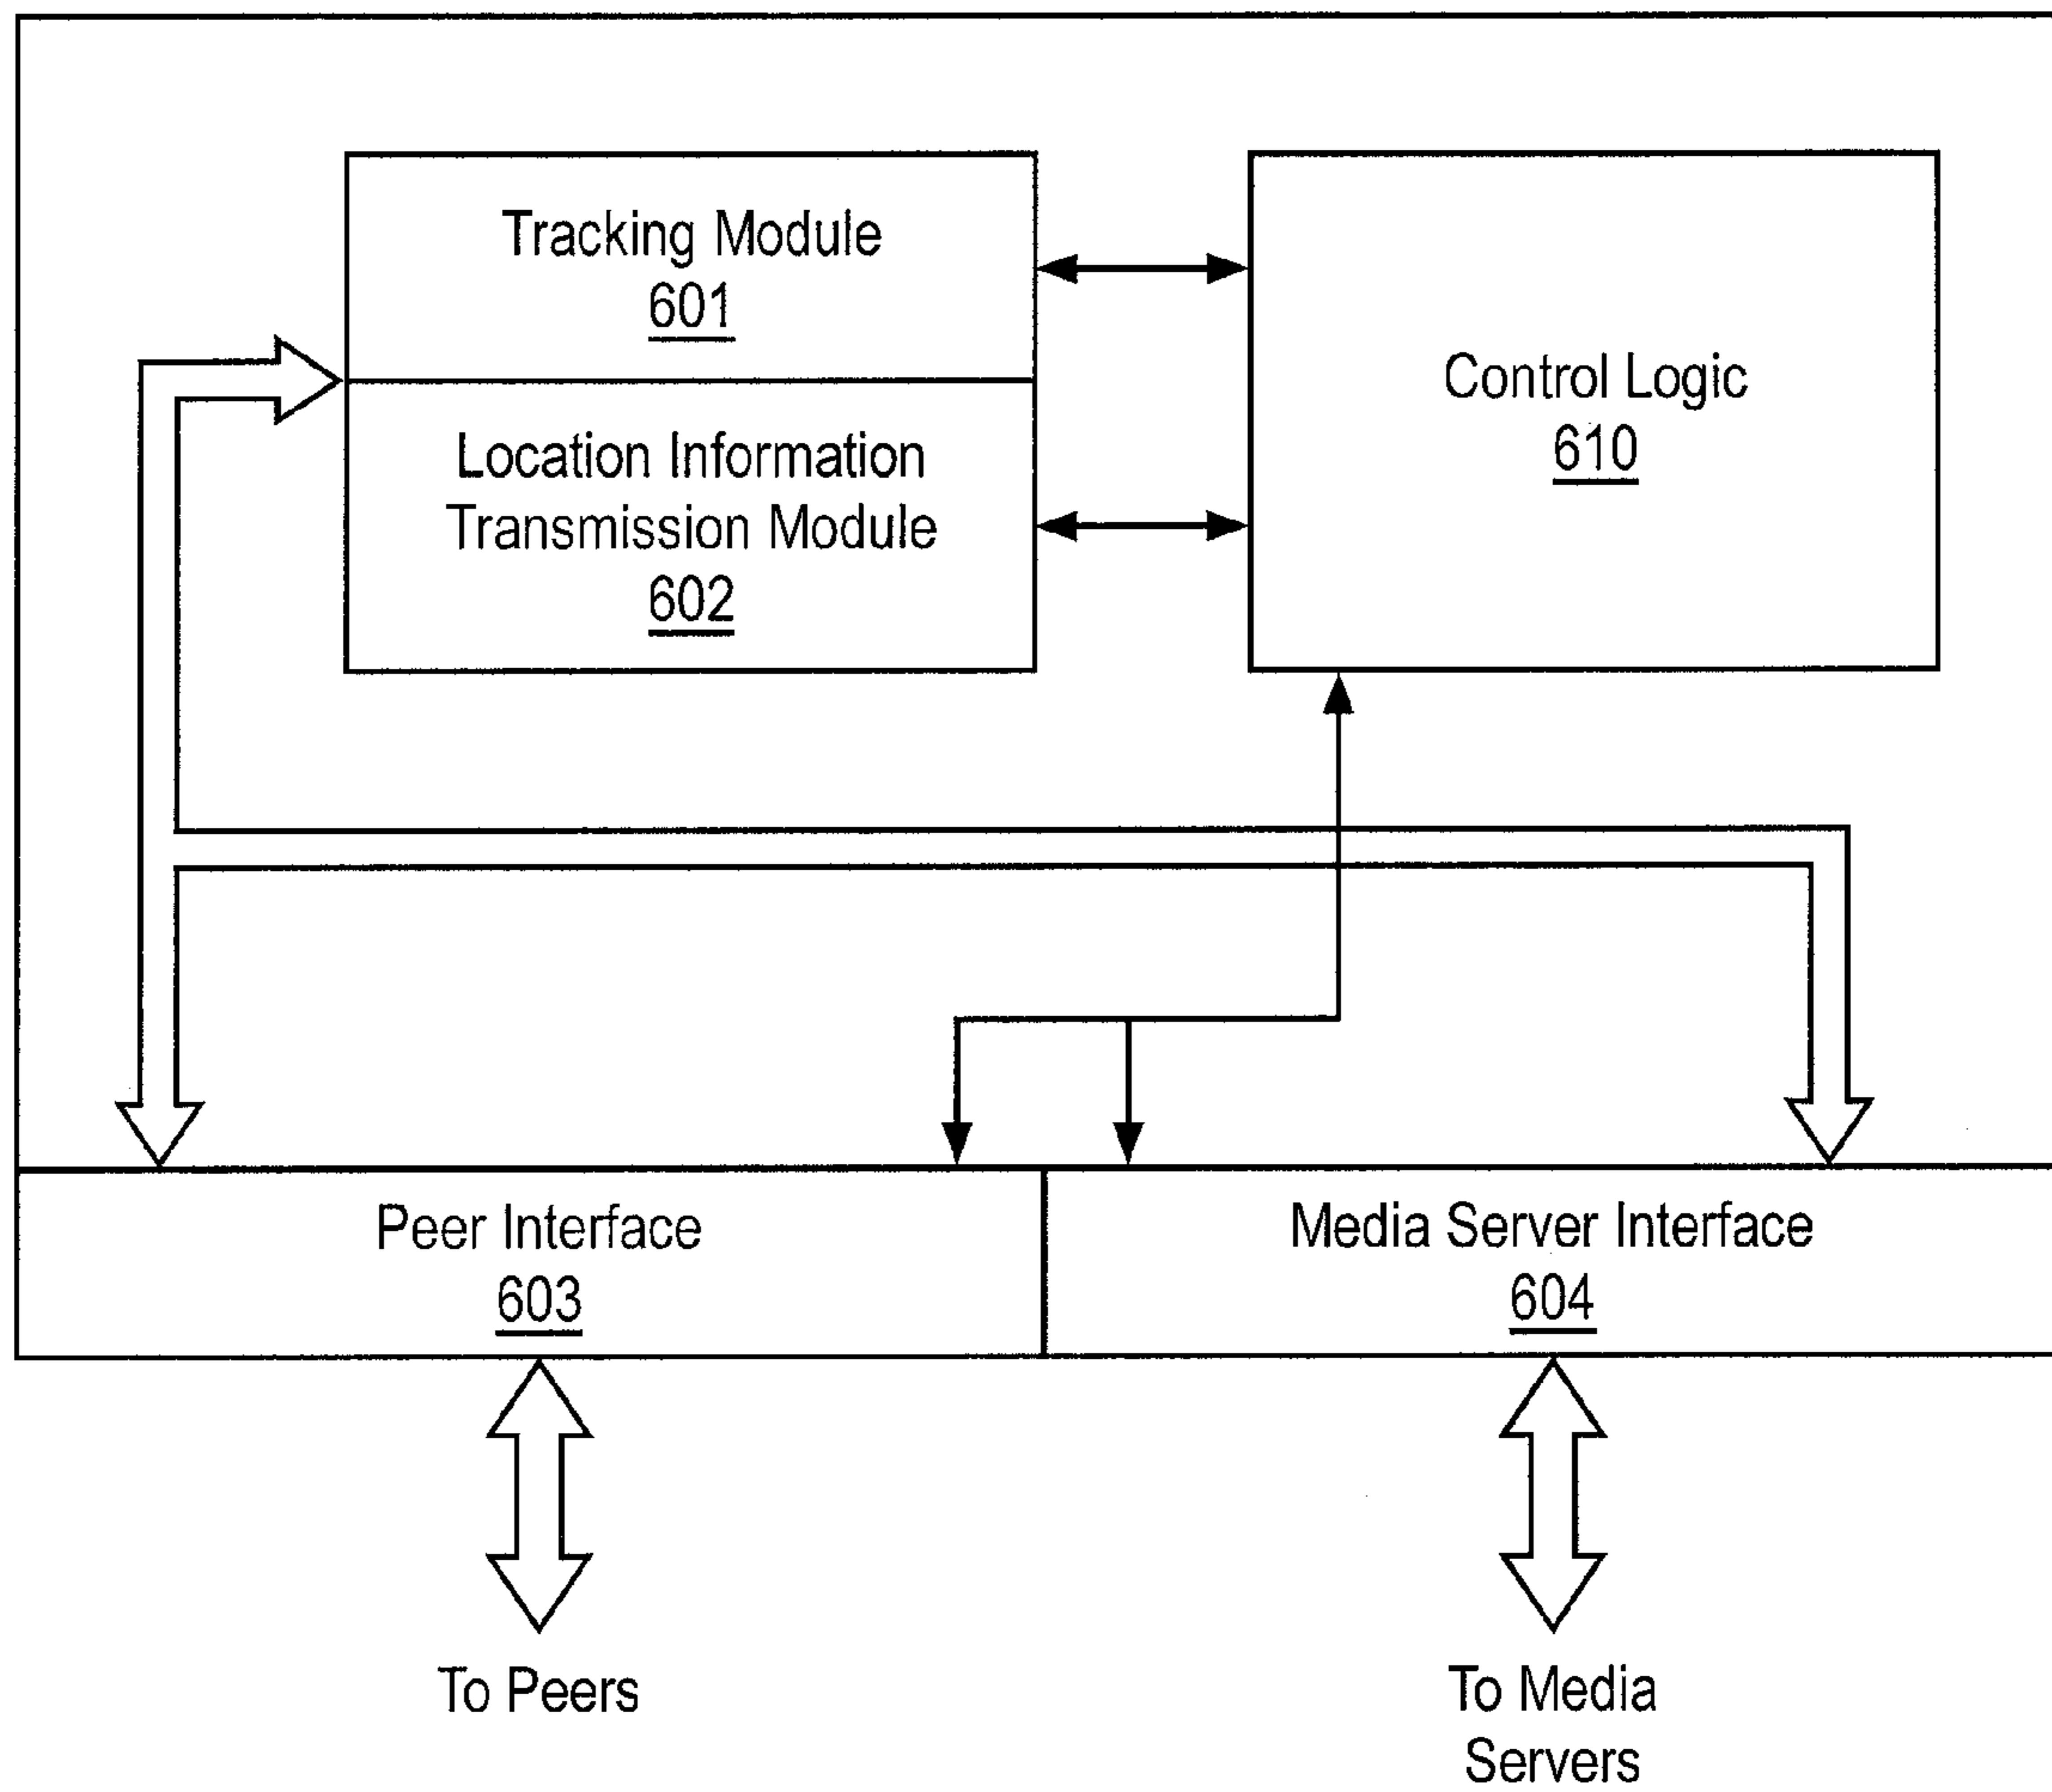 Tracking Module
601
Location Information
Transmission Module
602
Control Logic
610
Peer Interface
603
Media Server Interface
604
To Peers
To Media
Servers